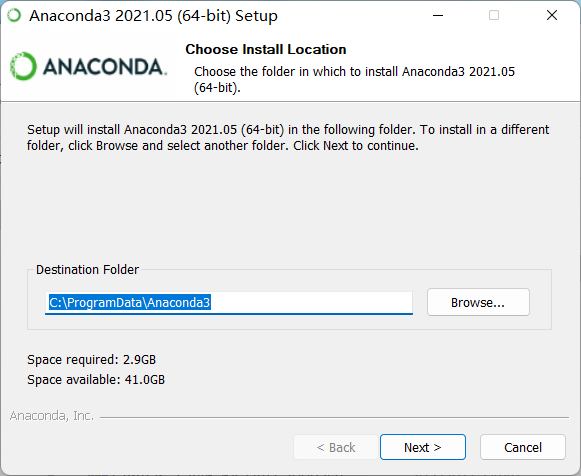 Anaconda3 2021.05 (64-bit) Setup
Choose Install Location
ANACONDA.
Choose the folder in which to install Anaconda3 2021.05
(64-bit).
Setup will install Anaconda3 2021.05 (64-bit) in the following folder. To install in a different
folder, click Browse and select another folder. Click Next to continue.
Destination Folder
C:\ProgramData\Anaconda3
Browse...
Space required: 2.9GB
Space available: 41.0GB
Anaconda, Inc.
< Back
Next >
Cancel